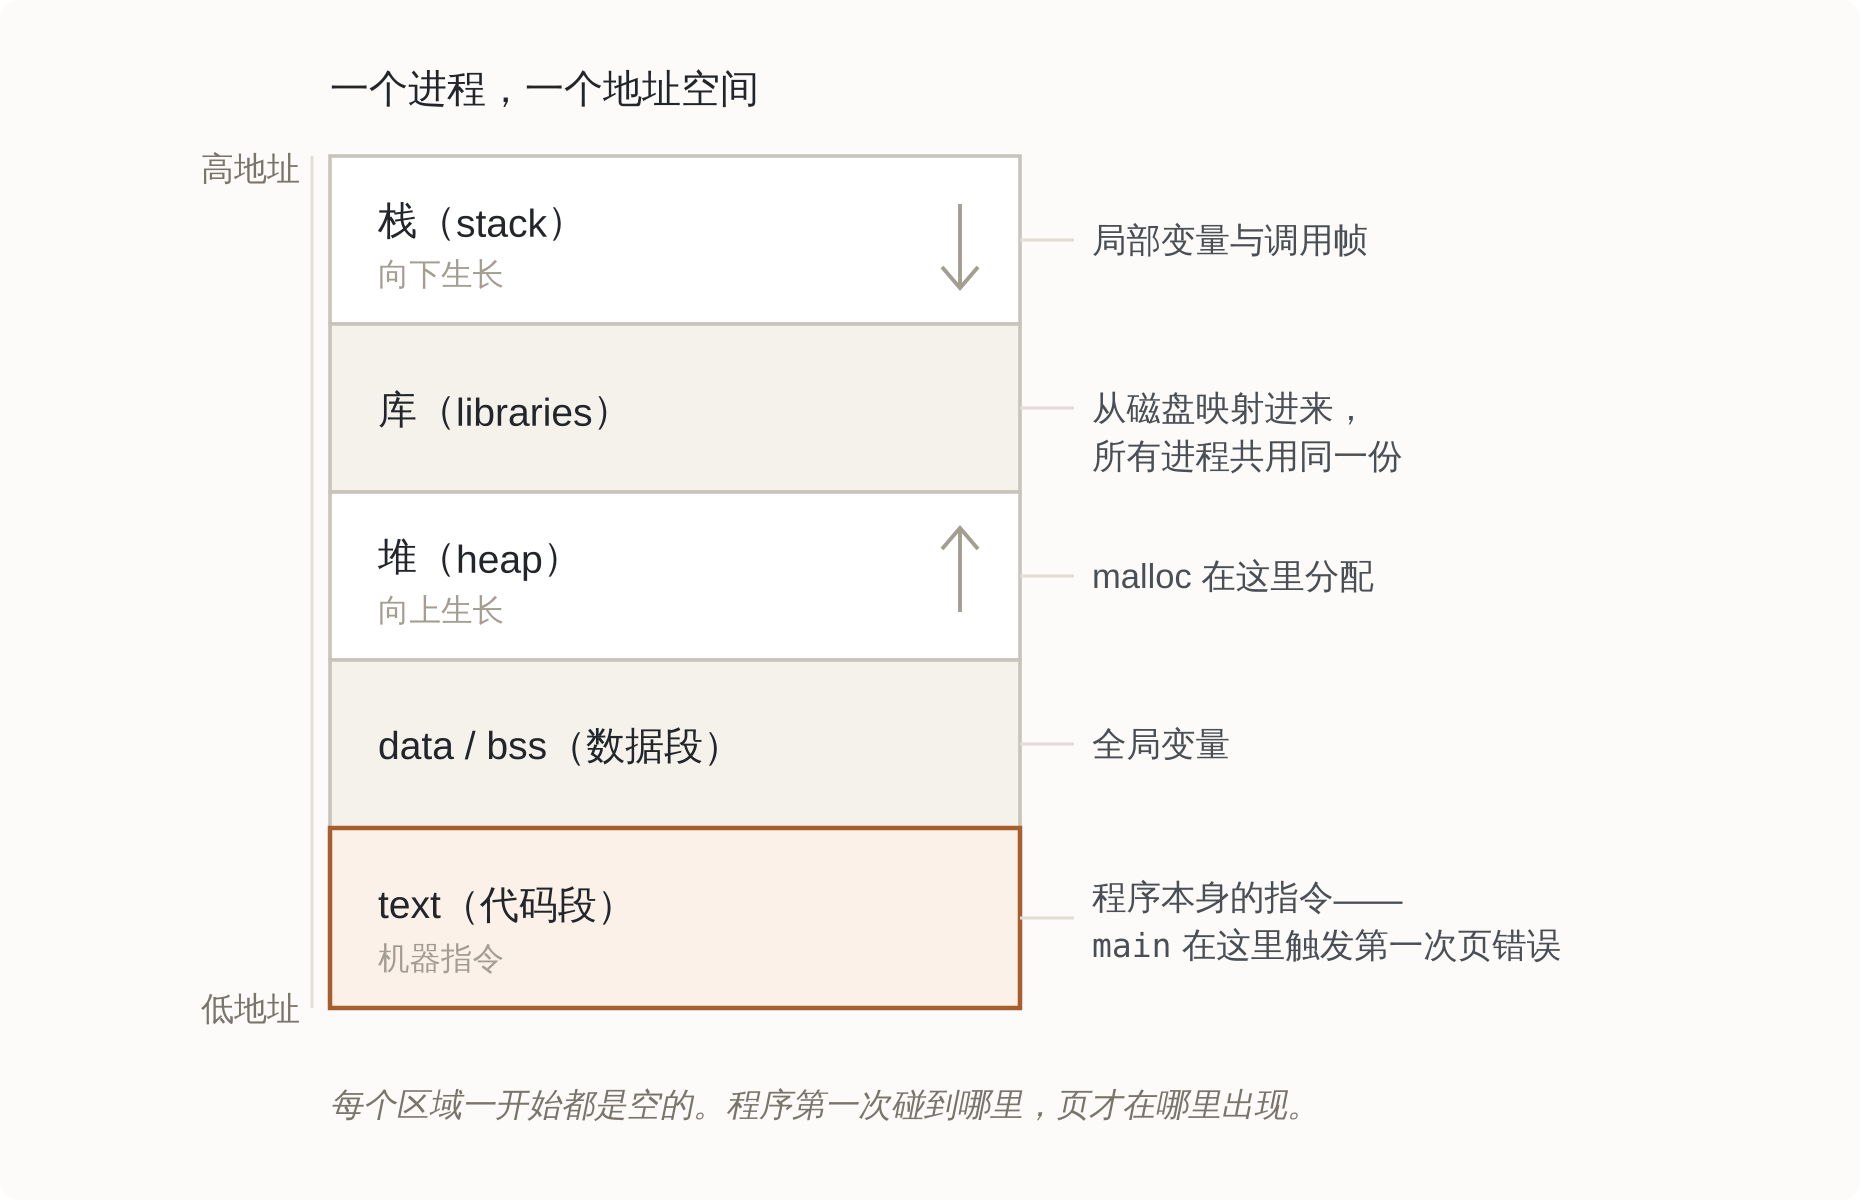 一个进程，一个地址空间
高地址
栈（stack）
向下生长
局部变量与调用帧
库（libraries）
从磁盘映射进来，
所有进程共用同一份
堆（heap）
向上生长
malloc 在这里分配
data / bss（数据段）
全局变量
text（代码段）
机器指令
程序本身的指令——
main 在这里触发第一次页错误
低地址
每个区域一开始都是空的。程序第一次碰到哪里，页才在哪里出现。